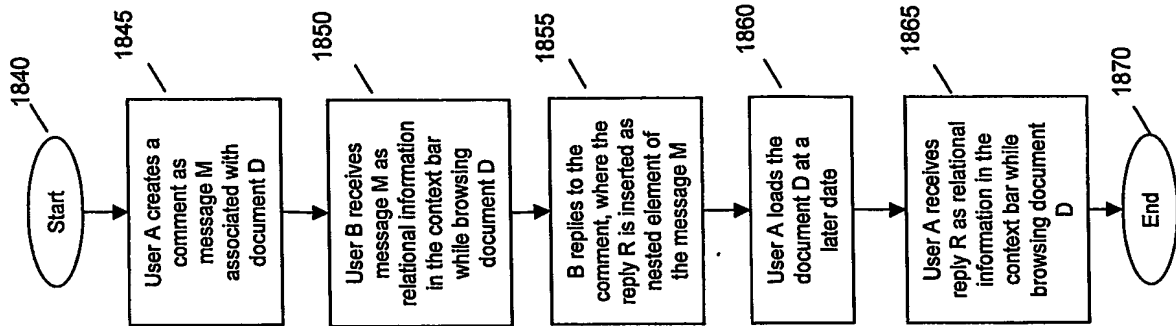 1840
Start
1845
User A creates a
comment as
message M
associated with
document D
1850
User B receives
message M as
relational information
in the context bar
while browsing
document D
1855
B replies to the
comment, where the
reply R is inserted as
nested element of
the message M
1860
User A loads the
document D at a
later date
1865
User A receives
reply R as relational
information in the
context bar while
browsing document
D
1870
End